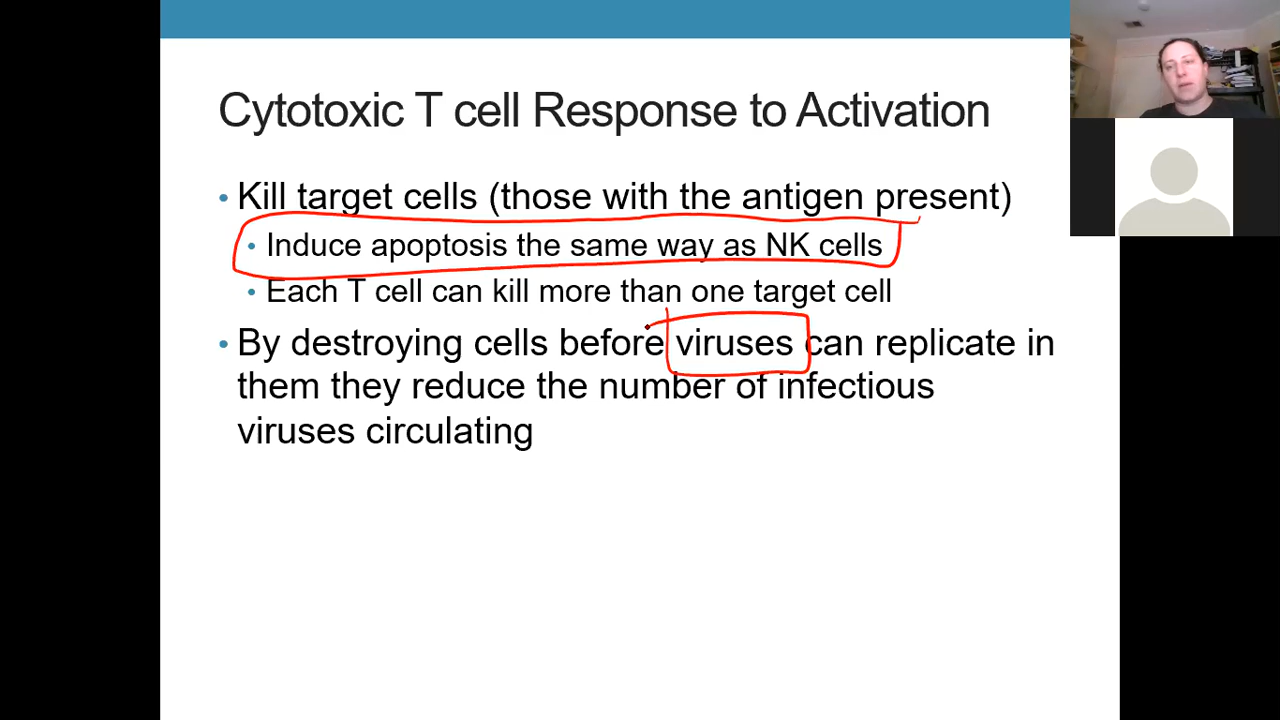 Cytotoxic T cell Response to Activation
• Kill target cells (those with the antigen present)
• Induce apoptosis the same way as NK cells
• Each T cell can kill more than one target cell
• By destroying cells before viruses can replicate in
them they reduce the number of infectious
viruses circulating